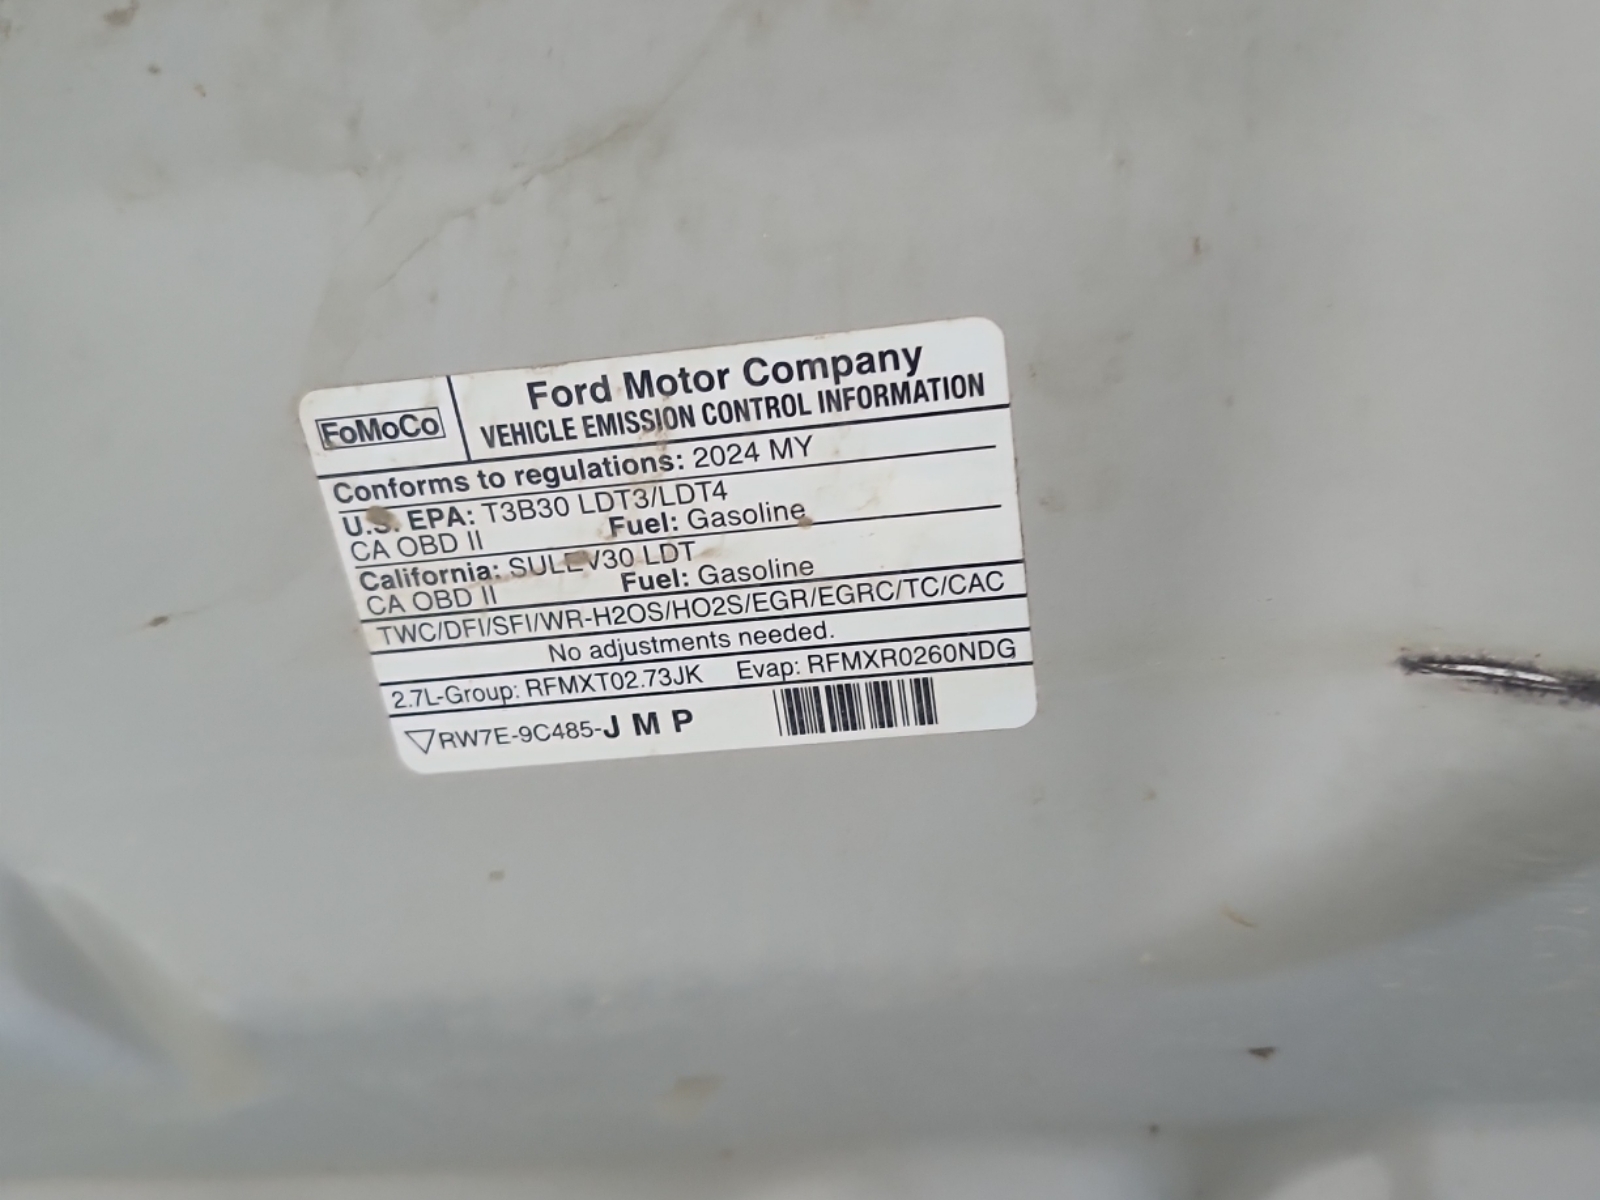 FoMoCo
Ford Motor Company
VEHICLE EMISSION CONTROL INFORMATION
Conforms to regulations: 2024 MY
U.S. EPA: T3B30 LDT3/LDT4
CA OBD II Fuel: Gasoline
California: SULEV30 LDT
CA OBD II Fuel: Gasoline
TWC/DFI/SFI/WR-H2OS/HO2S/EGR/EGRC/TC/CAC
No adjustments needed.
2.7L-Group: RFMXT02.73JK Evap: RFMXR0260NDG
▽RW7E-9C485-J M P